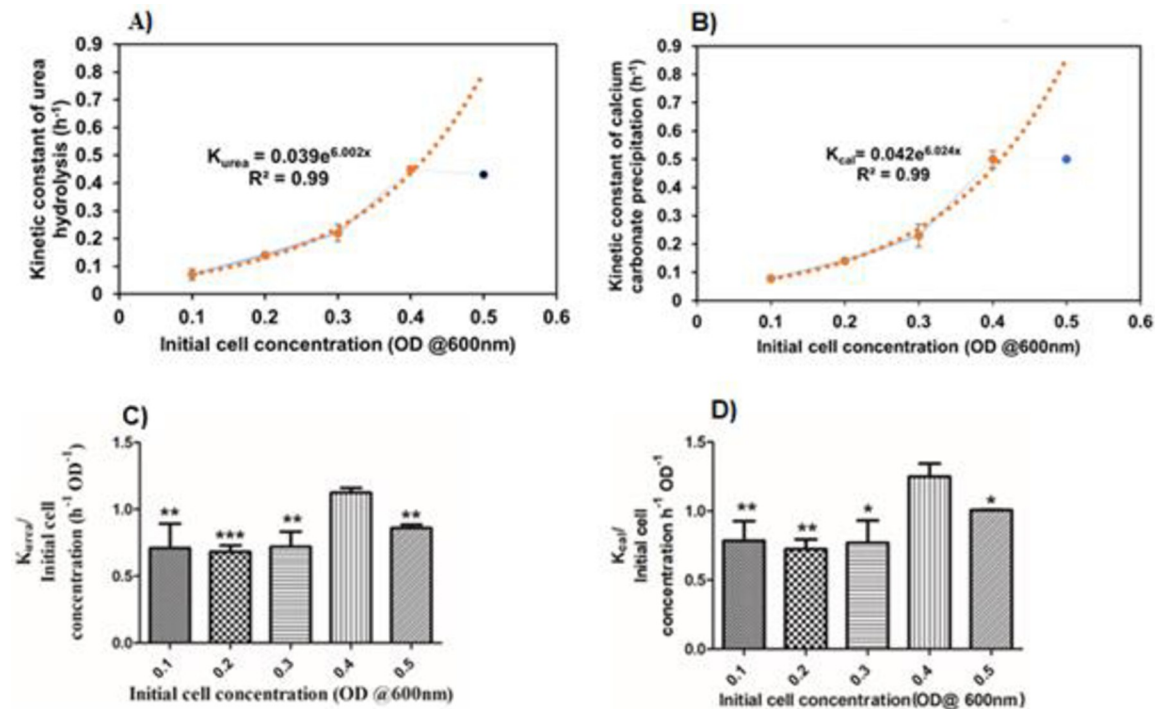 A)
Kinetic constant of urea
hydrolysis (h-1)
0.9
0.8
0.7
0.6
0.5
0.4
0.3
0.2
0.1
0
Kurea = 0.039e6.002x
R² = 0.99
0 0.1 0.2 0.3 0.4 0.5 0.6
Initial cell concentration (OD @600nm)
B)
Kinetic constant of calcium
carbonate precipitation (h-1)
0.9
0.8
0.7
0.6
0.5
0.4
0.3
0.2
0.1
0
Kcal= 0.042e6.024x
R² = 0.99
0 0.1 0.2 0.3 0.4 0.5 0.6
Initial cell concentration (OD @600nm)
C)
Kurea/
Initial cell
concentration (h-1 OD-1)
1.5
1.0
0.5
0.0
** *** ** **
0.1 0.2 0.3 0.4 0.5
Initial cell concentration (OD @600nm)
D)
Kcal/
Initial cell
concentration h-1 OD-1
1.5
1.0
0.5
0.0
** ** * *
0.1 0.2 0.3 0.4 0.5
Initial cell concentration(OD@ 600nm)